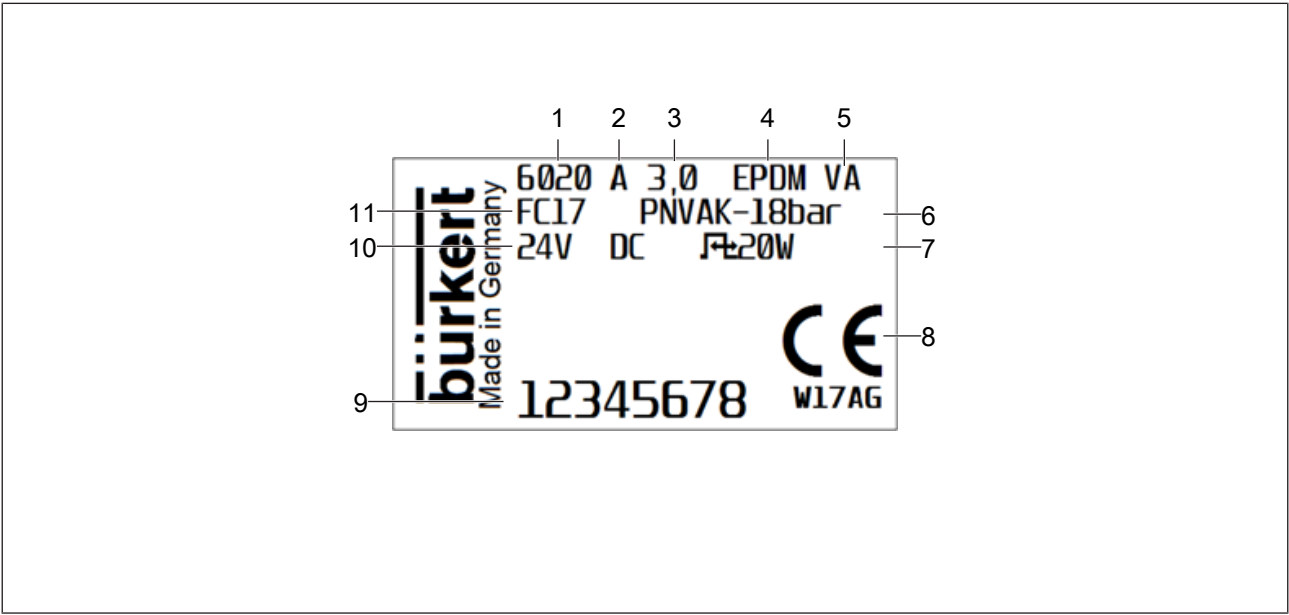 1 2 3 4 5
6020 A 3,0 EPDM VA
11 FC17 PNVAK-18bar 6
10 24V DC 20W 7
bürkert
Made in Germany
CE 8
9 12345678 W17AG